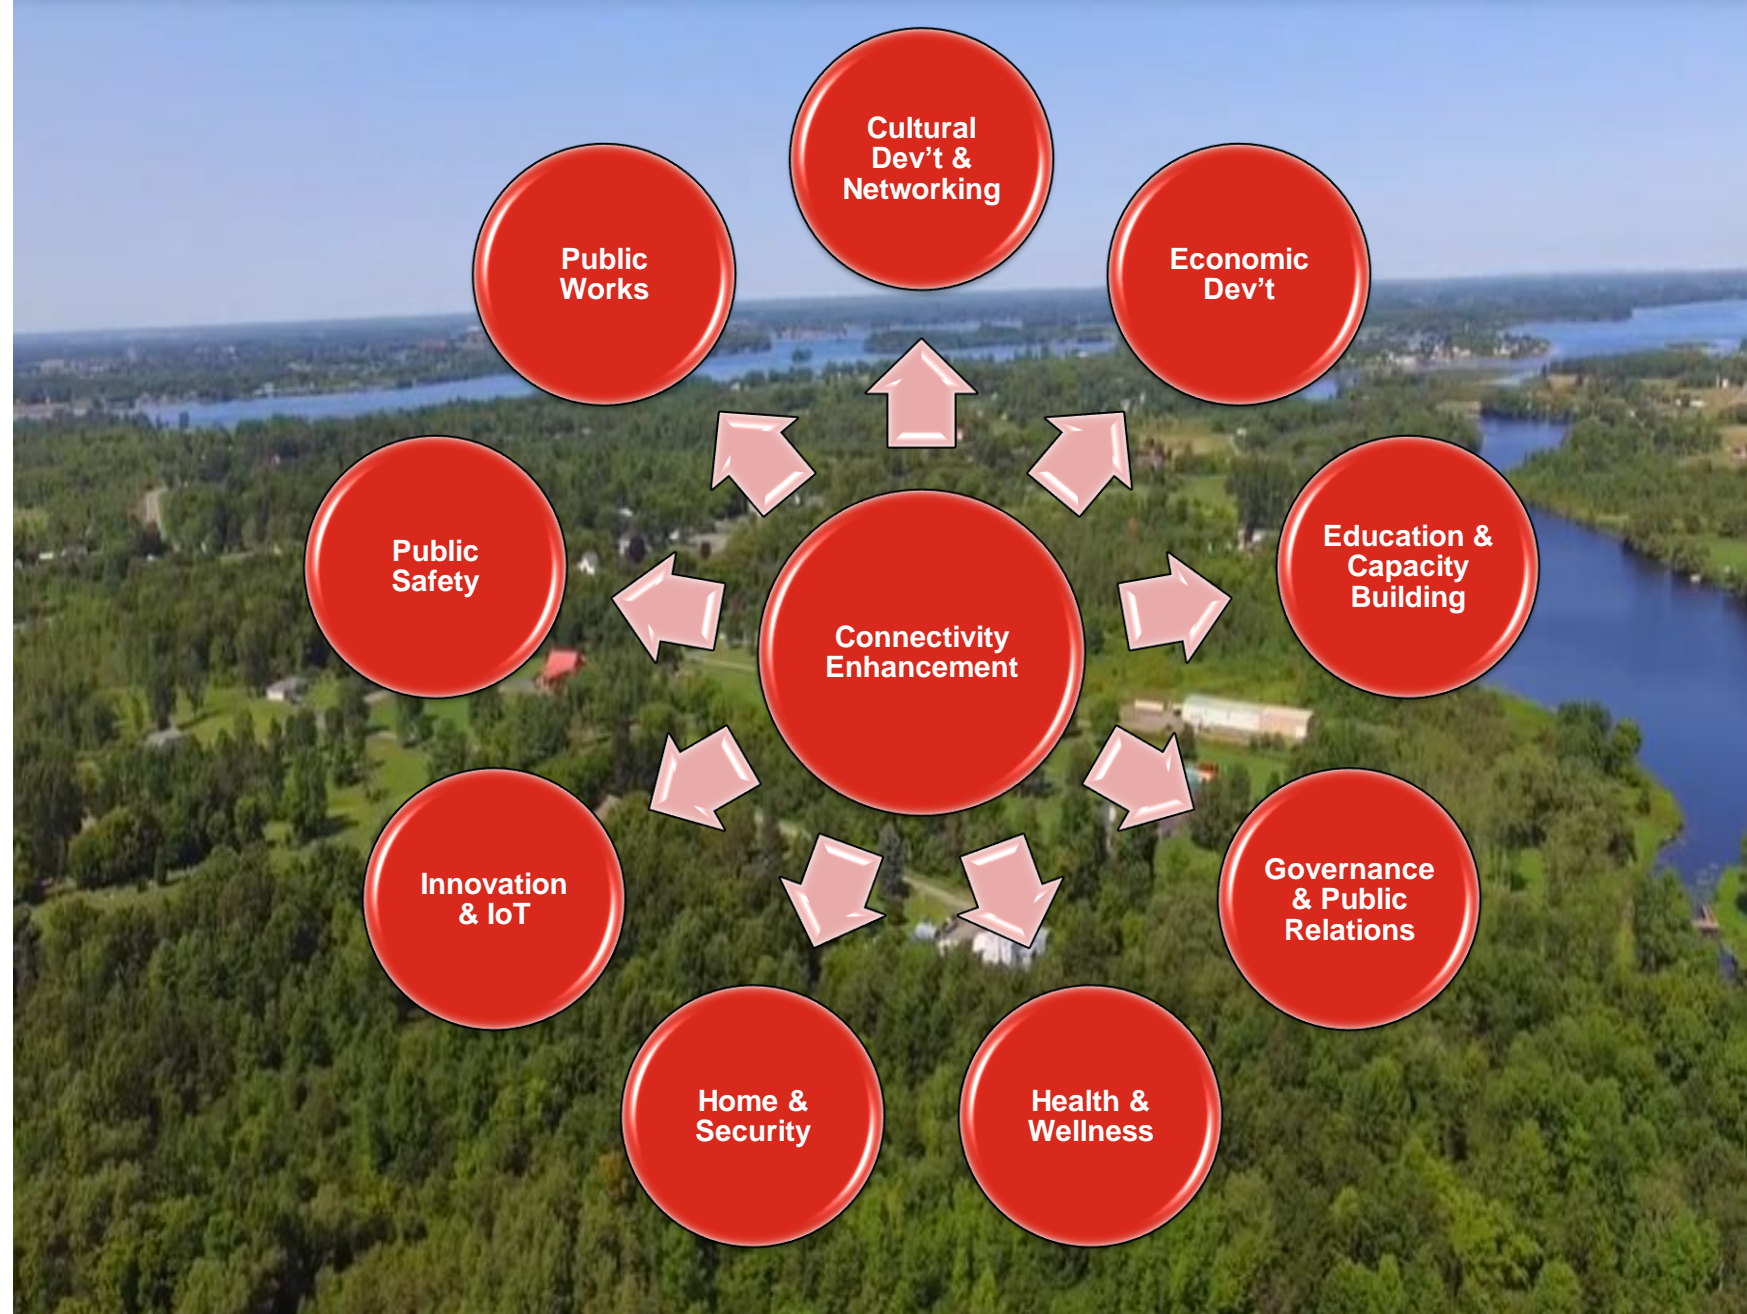 Cultural
Dev’t &
Networking
Economic
Dev’t
Education &
Capacity
Building
Governance
& Public
Relations
Health &
Wellness
Home &
Security
Innovation
& IoT
Public
Safety
Public
Works
Connectivity
Enhancement